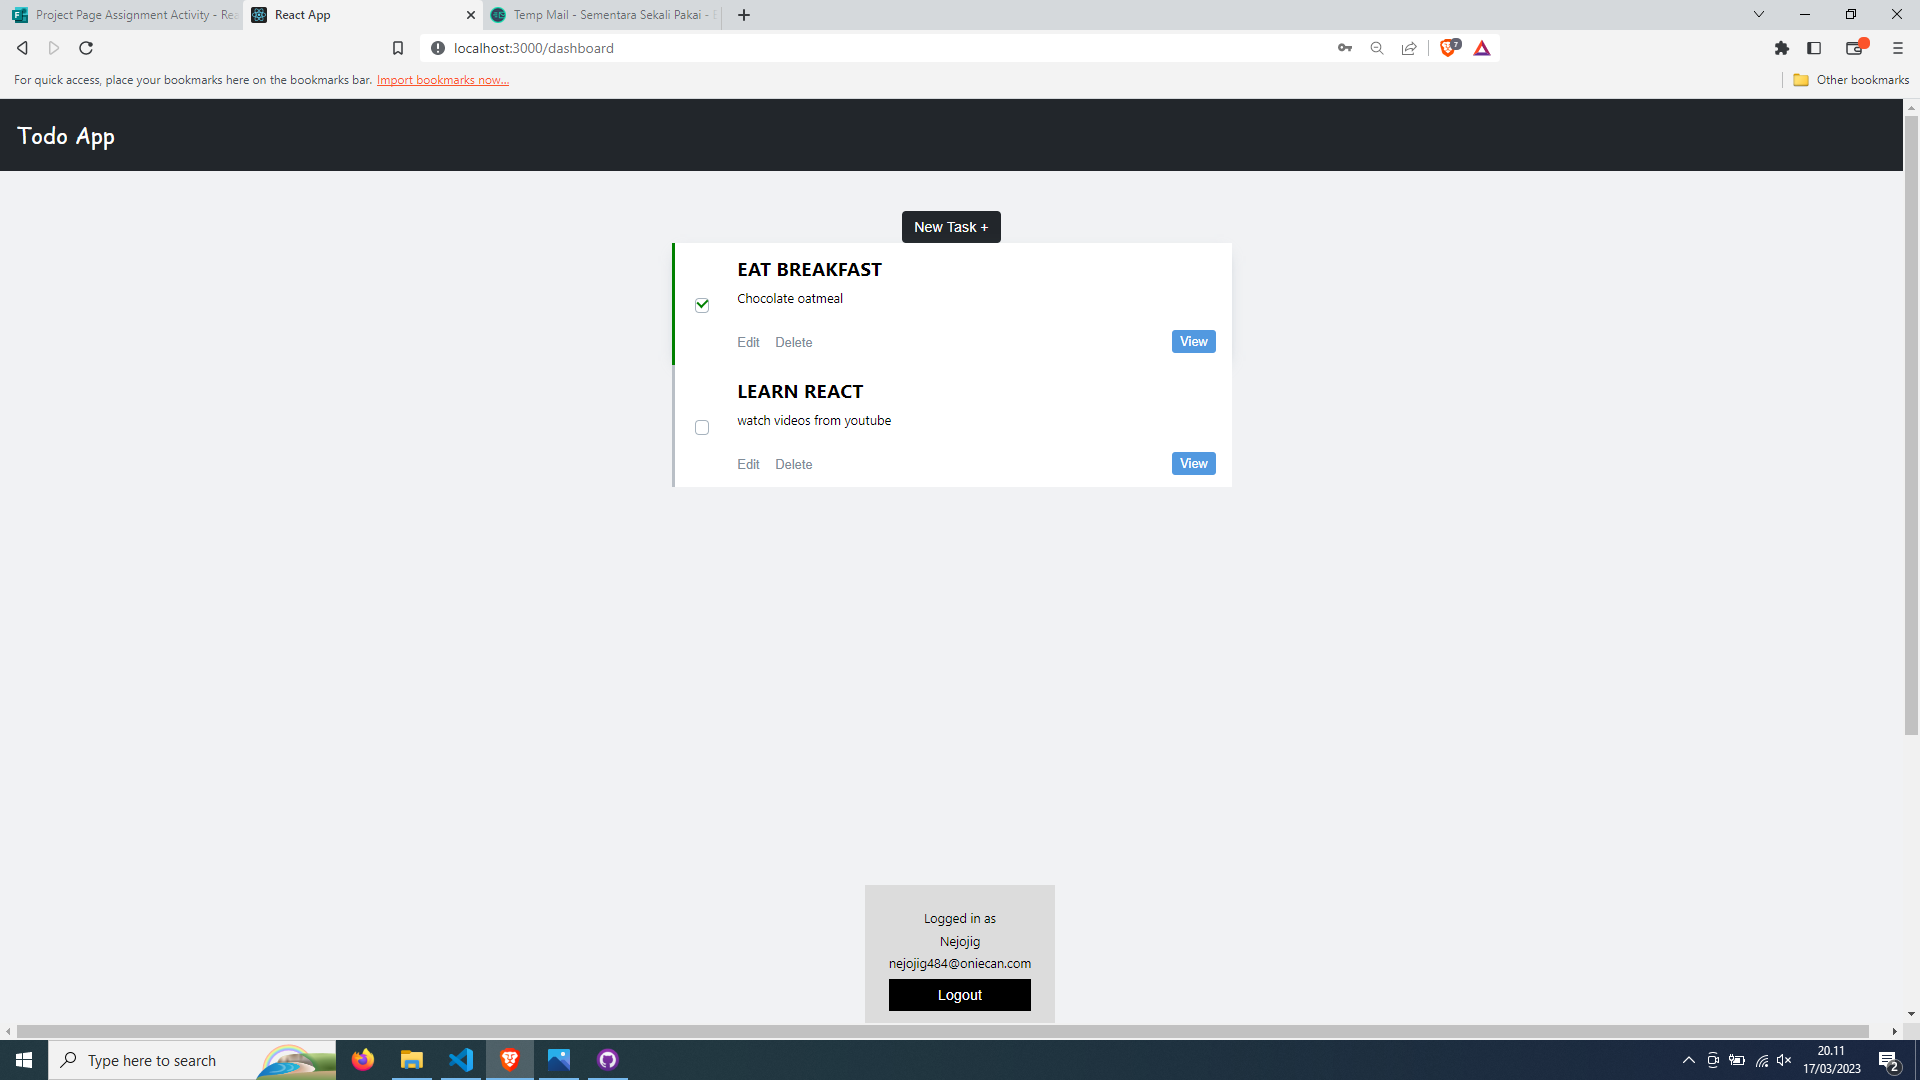 Project Page Assignment Activity - Rea
React App
Temp Mail - Sementara Sekali Pakai -
localhost:3000/dashboard
7
For quick access, place your bookmarks here on the bookmarks bar. Import bookmarks now...
Other bookmarks
Todo App
New Task +
EAT BREAKFAST
Chocolate oatmeal
Edit Delete View
LEARN REACT
watch videos from youtube
Edit Delete View
Logged in as
Nejojig
nejojig484@oniecan.com
Logout
Type here to search
20.11
17/03/2023
2